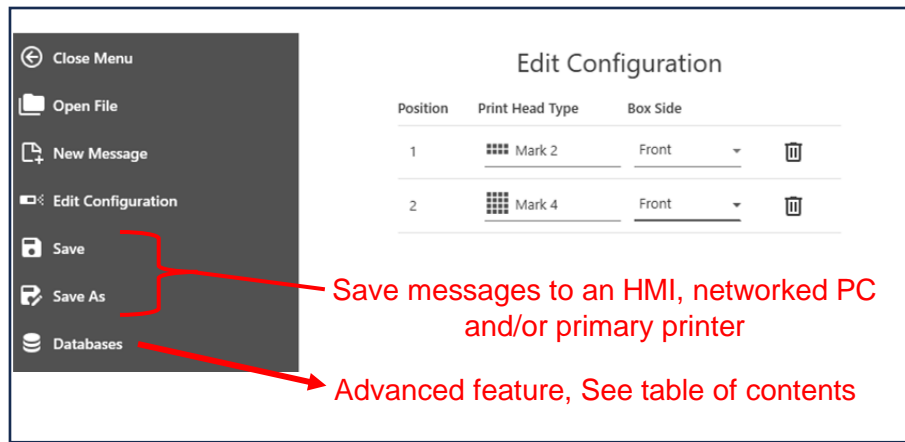 Close Menu
Open File
New Message
Edit Configuration
Save
Save As
Databases
Edit Configuration
Position Print Head Type Box Side
1 Mark 2 Front
2 Mark 4 Front
Save messages to an HMI, networked PC
and/or primary printer
Advanced feature, See table of contents